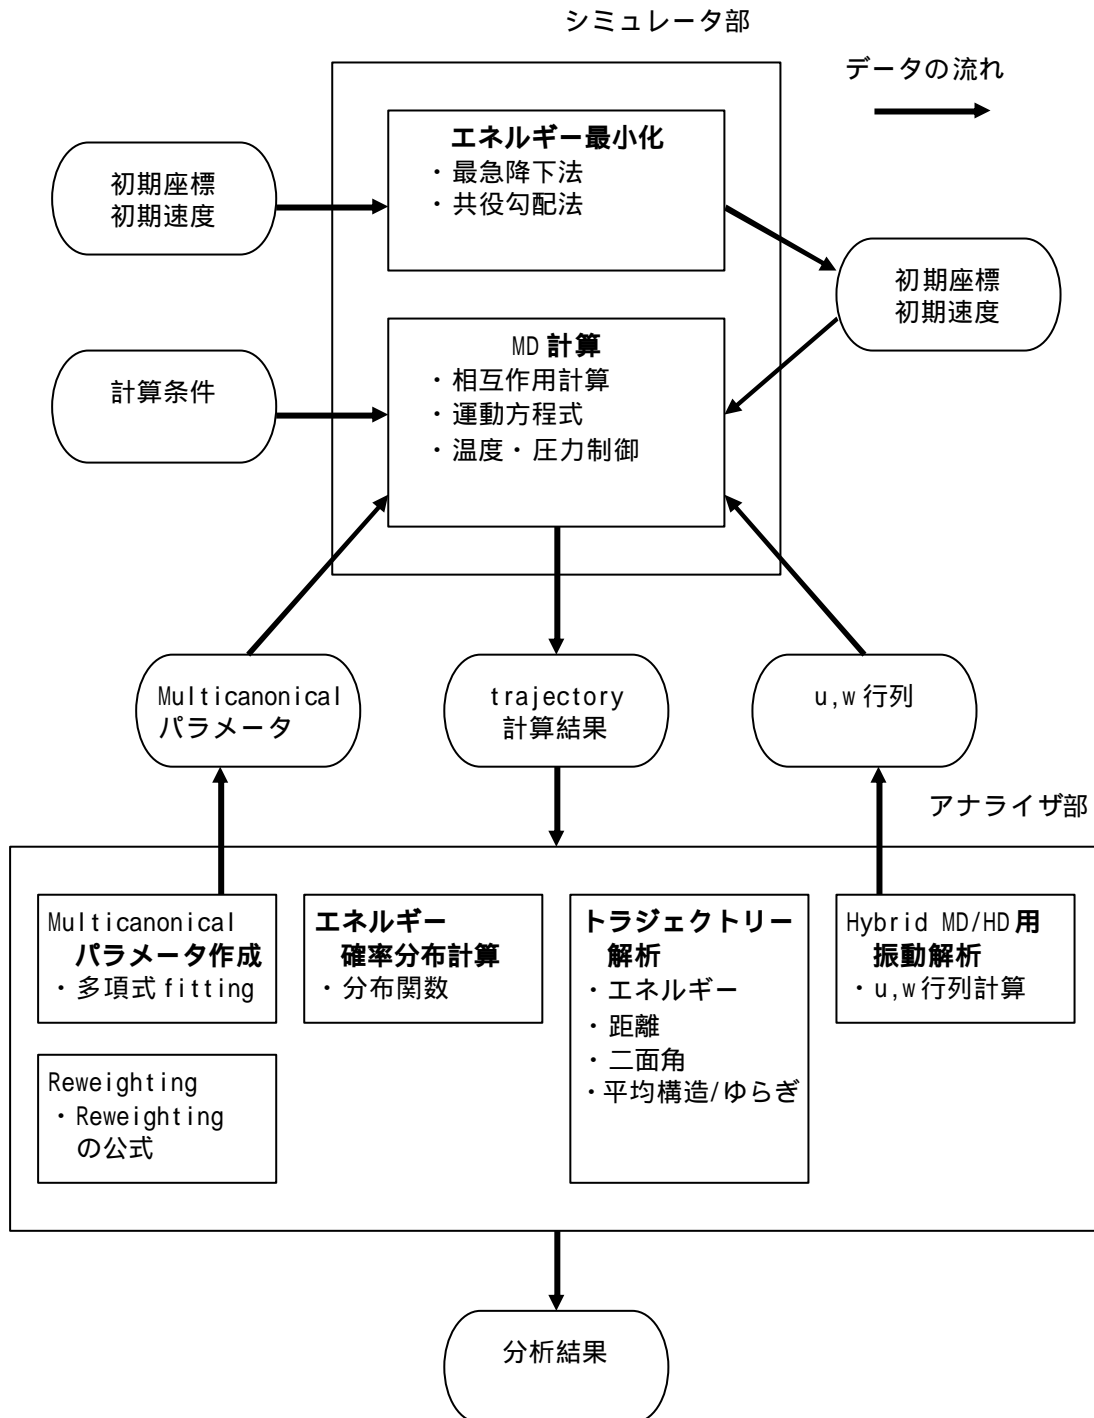 シミュレータ部
データの流れ
エネルギー最小化
・最急降下法
・共役勾配法
初期座標
初期速度
初期座標
初期速度
MD 計算
・相互作用計算
・運動方程式
・温度・圧力制御
計算条件
Multicanonical
パラメータ
trajectory
計算結果
u,w 行列
アナライザ部
Multicanonical
パラメータ作成
・多項式 fitting
エネルギー
確率分布計算
・分布関数
トラジェクトリー
解析
・エネルギー
・距離
・二面角
・平均構造/ゆらぎ
Hybrid MD/HD 用
振動解析
・u,w 行列計算
Reweighting
・Reweighting
の公式
分析結果